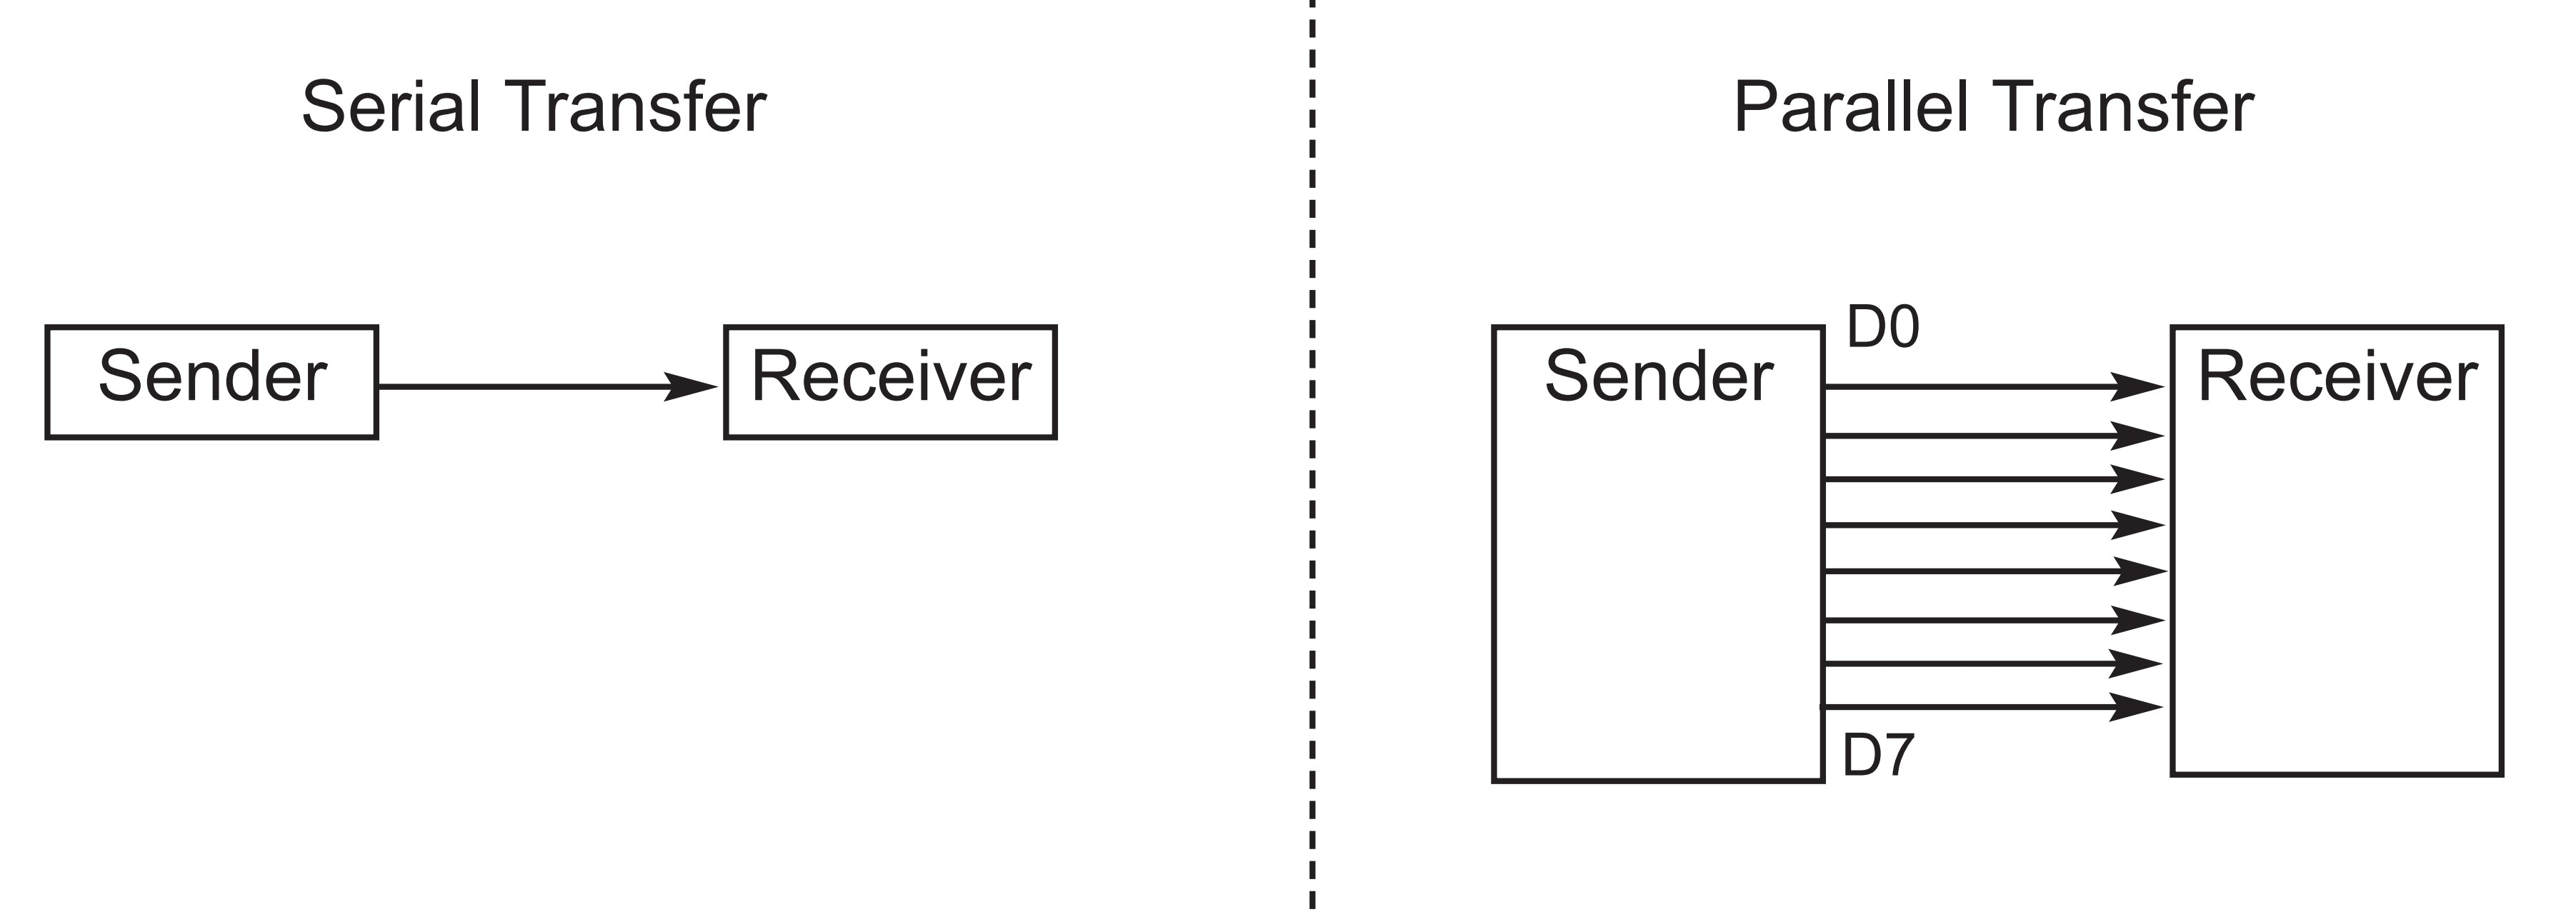 Serial Transfer
Sender
Receiver
Parallel Transfer
D0
Sender
Receiver
D7